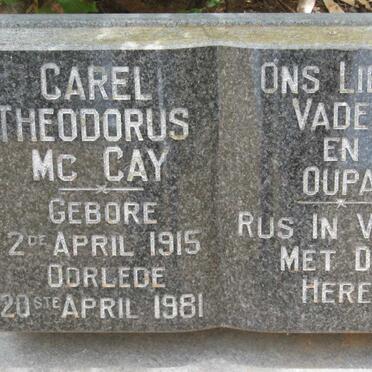 CAREL
THEODORUS
Mc CAY
GEBORE
2de APRIL 1915
OORLEDE
20ste APRIL 1981
ONS
VADE
EN
OUPA
RUS IN
MET
HERE